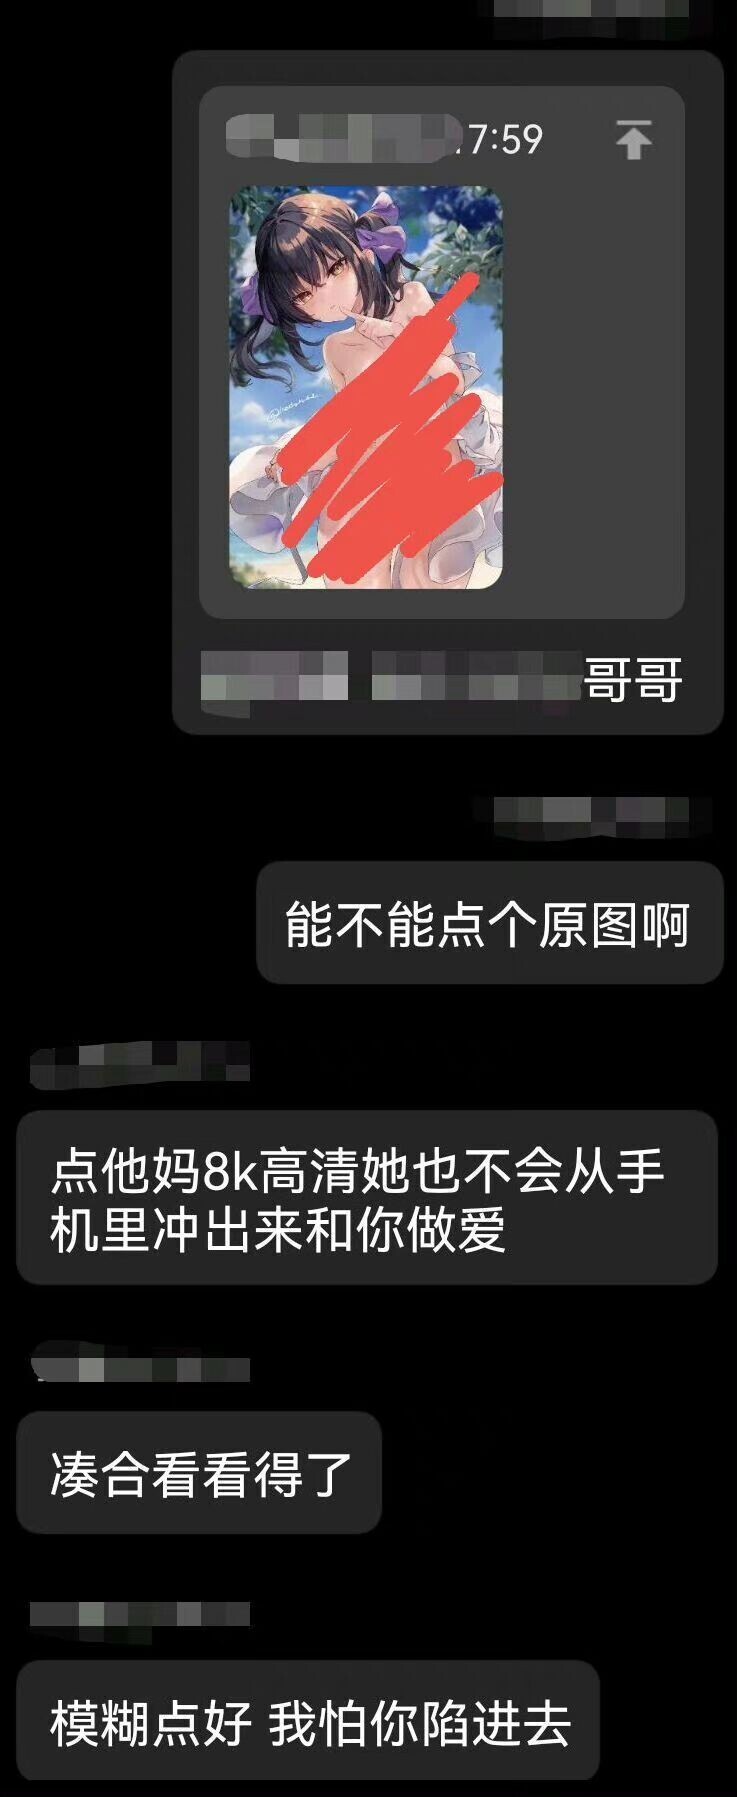 7:59
哥哥
能不能点个原图啊
点他妈8k高清她也不会从手
机里冲出来和你做爱
凑合看看得了
模糊点好 我怕你陷进去